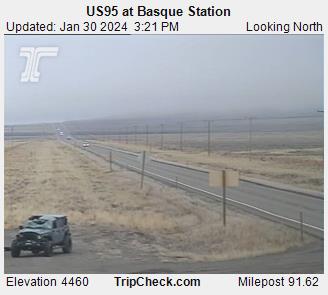 US95 at Basque Station
Updated: Jan 30 2024 3:21 PM Looking North
Elevation 4460 TripCheck.com Milepost 91.62